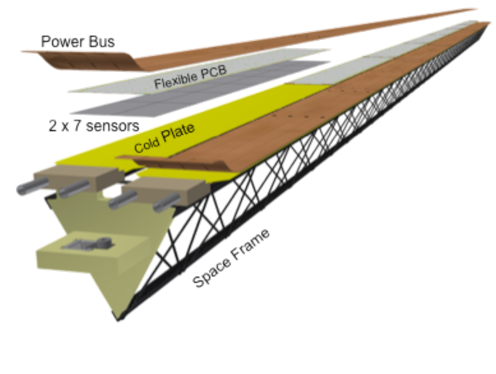 Power Bus
Flexible PCB
2 x 7 sensors
Cold Plate
Space Frame